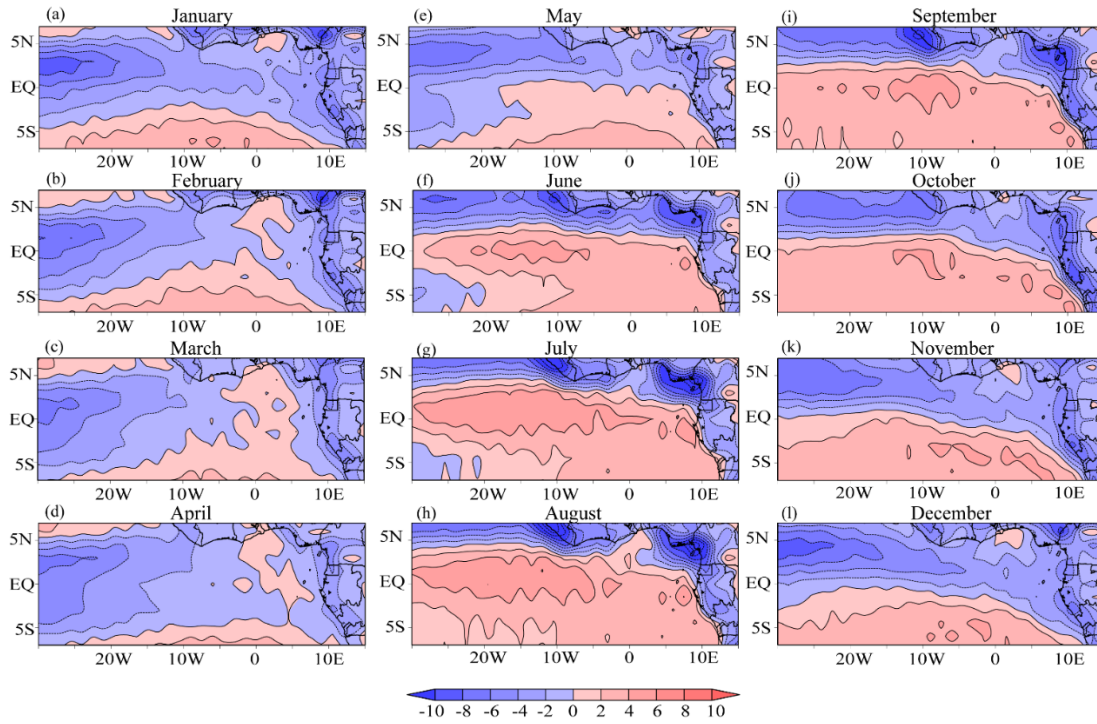 (a) January (e) May (i) September
5N 5N 5N
EQ EQ EQ
5S 5S 5S
20W 10W 0 10E 20W 10W 0 10E 20W 10W 0 10E
(b) February (f) June (j) October
5N 5N 5N
EQ EQ EQ
5S 5S 5S
20W 10W 0 10E 20W 10W 0 10E 20W 10W 0 10E
(c) March (g) July (k) November
5N 5N 5N
EQ EQ EQ
5S 5S 5S
20W 10W 0 10E 20W 10W 0 10E 20W 10W 0 10E
(d) April (h) August (l) December
5N 5N 5N
EQ EQ EQ
5S 5S 5S
20W 10W 0 10E 20W 10W 0 10E 20W 10W 0 10E
-10 -8 -6 -4 -2 0 2 4 6 8 10